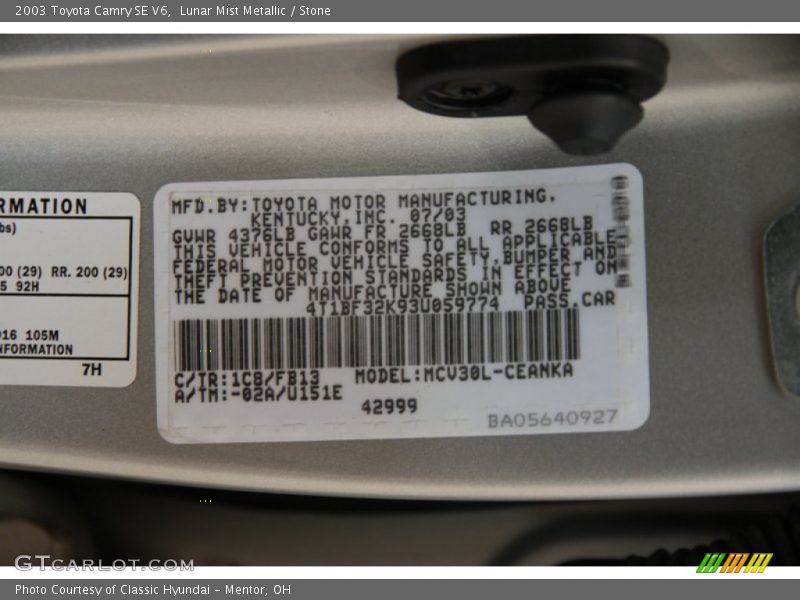 2003 Toyota Camry SE V6, Lunar Mist Metallic / Stone
RMATION
bs)
00 (29) RR. 200 (29)
5 92H
016 105M
NFORMATION
7H
MFD.BY:TOYOTA MOTOR MANUFACTURING,
KENTUCKY,INC. 07/03
GVWR 4376LB GAWR FR 2668LB RR 2668LB
THIS VEHICLE CONFORMS TO ALL APPLICABLE
FEDERAL MOTOR VEHICLE SAFETY,BUMPER AND
THEFT PREVENTION STANDARDS IN EFFECT ON
THE DATE OF MANUFACTURE SHOWN ABOVE
4T1BF32K93U059774 PASS.CAR
C/TR:1C8/FB13 MODEL:MCV30L-CEANKA
A/TM:-02A/U151E
42999
BA05640927
GTCARLOT.COM
Photo Courtesy of Classic Hyundai - Mentor, OH